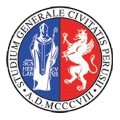 STUDIUM GENERALE CIVITATIS PERUSII
A.D. MCCCVIII